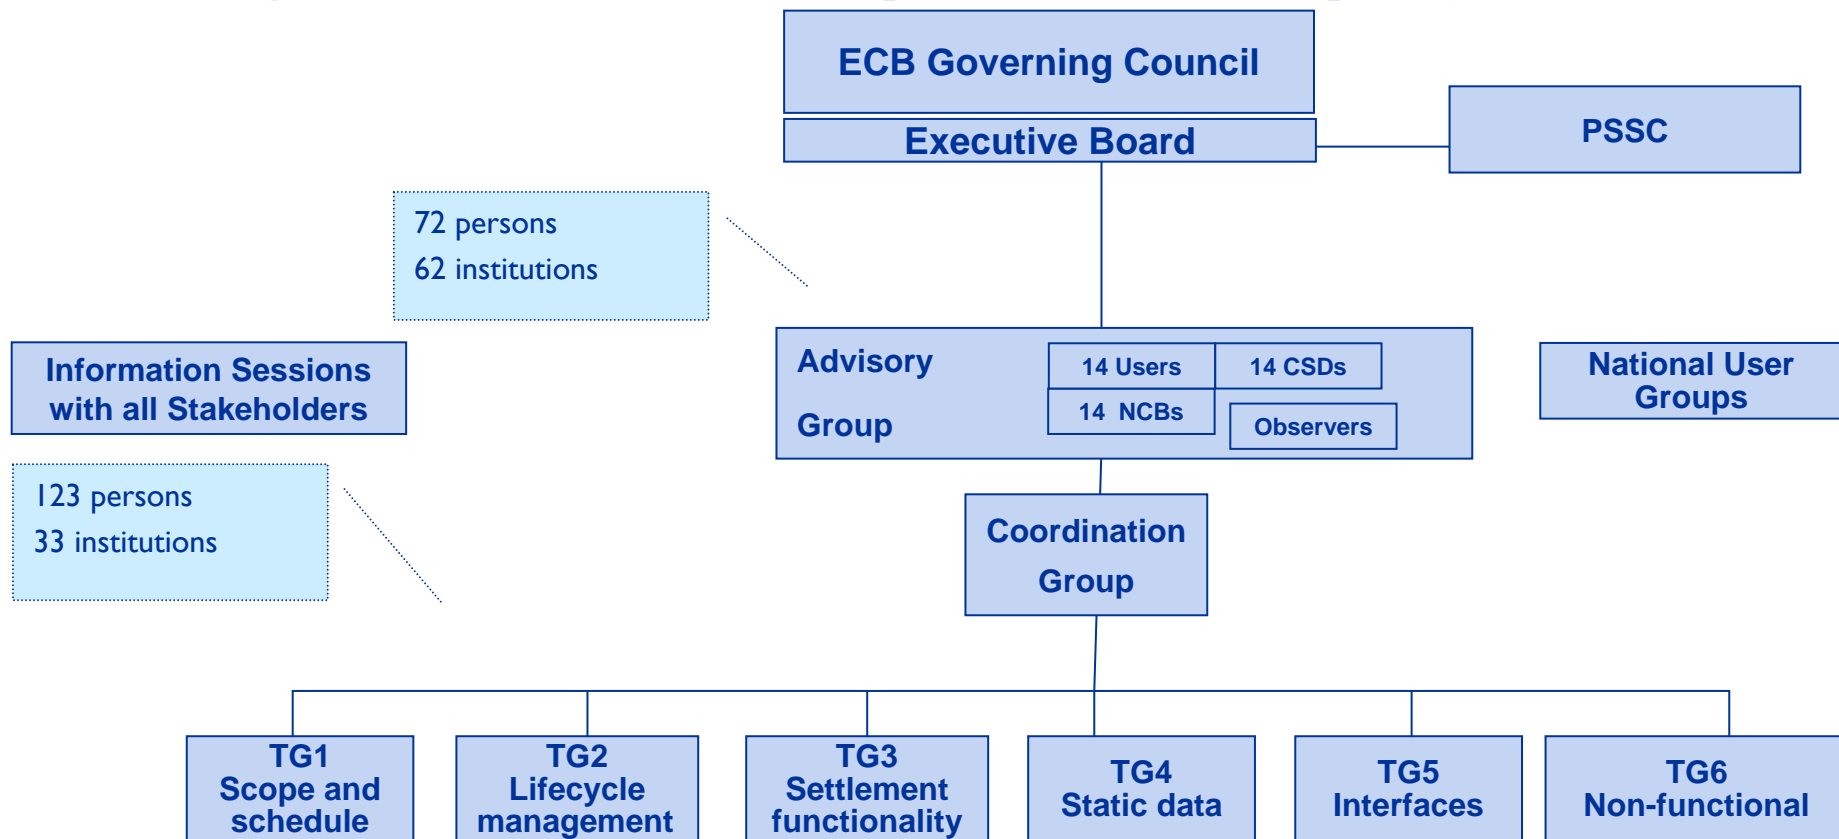 ECB Governing Council
Executive Board
PSSC
72 persons
62 institutions
Advisory
Group
14 Users
14 CSDs
14 NCBs
Observers
National User
Groups
Information Sessions
with all Stakeholders
123 persons
33 institutions
Coordination
Group
TG1
Scope and
schedule
TG2
Lifecycle
management
TG3
Settlement
functionality
TG4
Static data
TG5
Interfaces
TG6
Non-functional